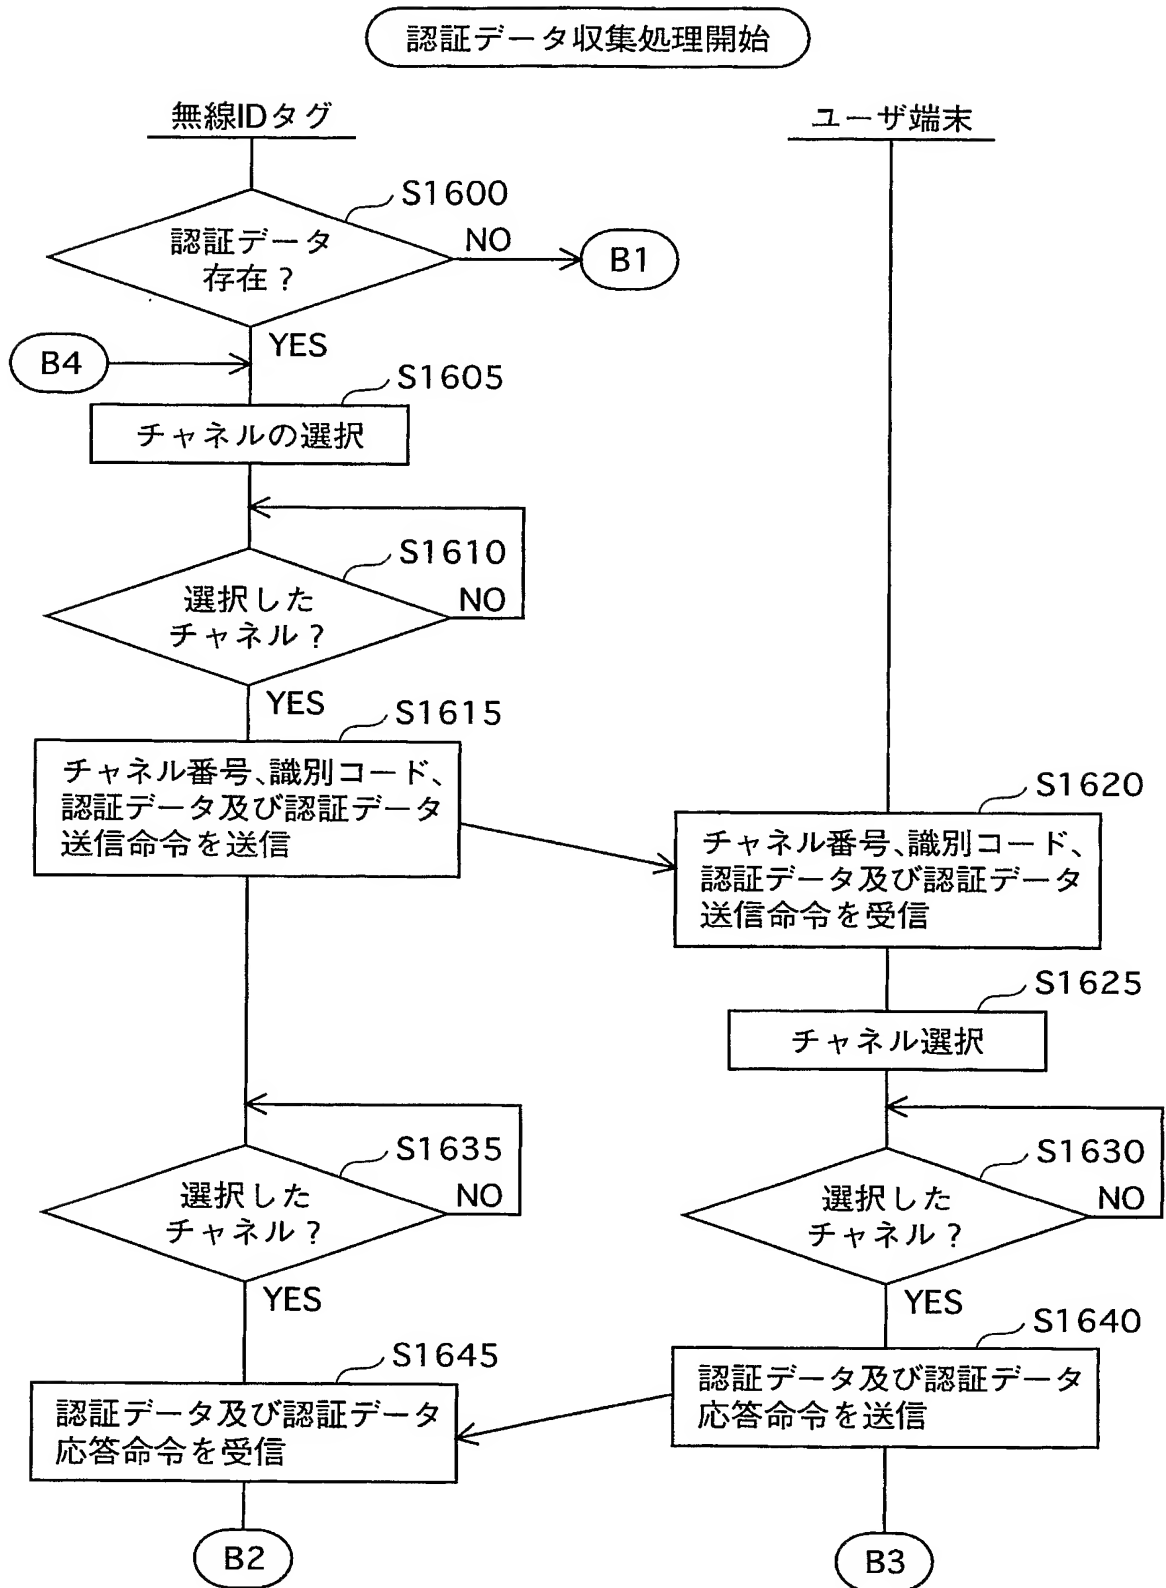 認証データ収集処理開始
無線IDタグ
ユーザ端末
S1600
認証データ
存在?
NO
B1
YES
B4
S1605
チャネルの選択
S1610
選択した
チャネル?
NO
YES
S1615
チャネル番号、識別コード、
認証データ及び認証データ
送信命令を送信
S1620
チャネル番号、識別コード、
認証データ及び認証データ
送信命令を受信
S1625
チャネル選択
S1635
選択した
チャネル?
NO
YES
S1630
選択した
チャネル?
NO
YES
S1640
認証データ及び認証データ
応答命令を送信
S1645
認証データ及び認証データ
応答命令を受信
B2
B3